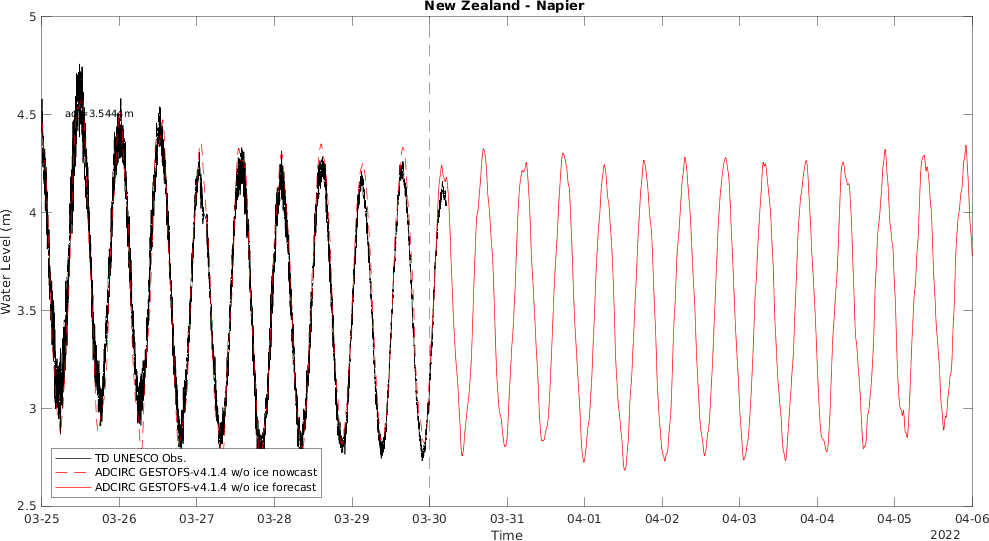 New Zealand - Napier
Water Level (m)
5
4.5
4
3.5
3
2.5
TD UNESCO Obs.
ADCIRC GESTOFS-v4.1.4 w/o ice nowcast
ADCIRC GESTOFS-v4.1.4 w/o ice forecast
03-25 03-26 03-27 03-28 03-29 03-30 03-31 04-01 04-02 04-03 04-04 04-05 04-06
Time
2022